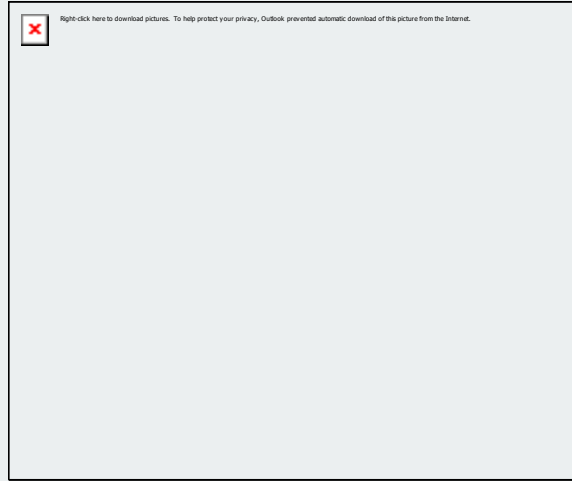 Right-click here to download pictures. To help protect your privacy, Outlook prevented automatic download of this picture from the Internet.